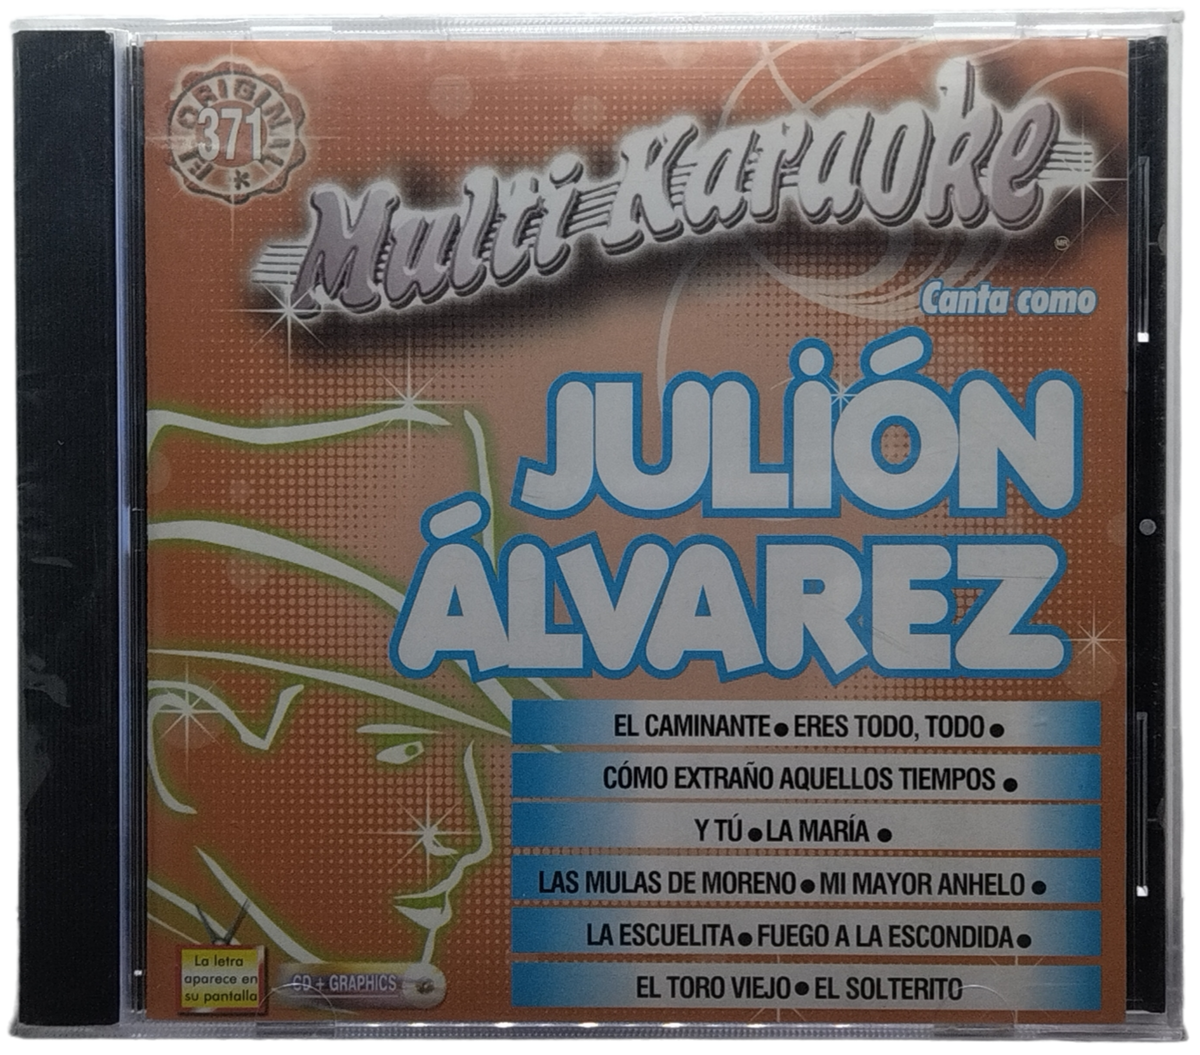 ORIGINAL
371
Multi Karaoke
MR
Canta como
JULIÓN
ÁLVAREZ
EL CAMINANTE ● ERES TODO, TODO ●
CÓMO EXTRAÑO AQUELLOS TIEMPOS ●
Y TÚ ● LA MARÍA ●
LAS MULAS DE MORENO ● MI MAYOR ANHELO ●
LA ESCUELITA ● FUEGO A LA ESCONDIDA ●
EL TORO VIEJO ● EL SOLTERITO
La letra
aparece en
su pantalla
CD + GRAPHICS